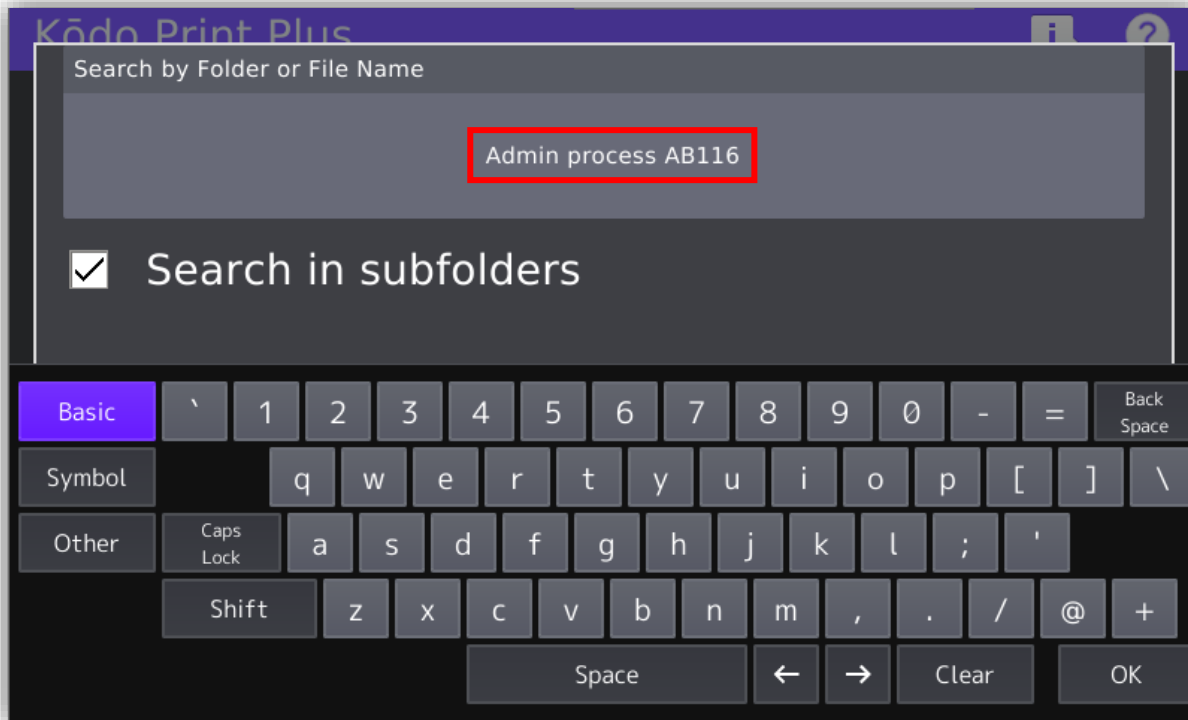 Kōdo Print Plus
i ?
Search by Folder or File Name
Admin process AB116
Search in subfolders
Basic ` 1 2 3 4 5 6 7 8 9 0 - = Back Space
Symbol q w e r t y u i o p [ ] \
Other Caps Lock a s d f g h j k l ; '
Shift z x c v b n m , . / @ +
Space ← → Clear OK